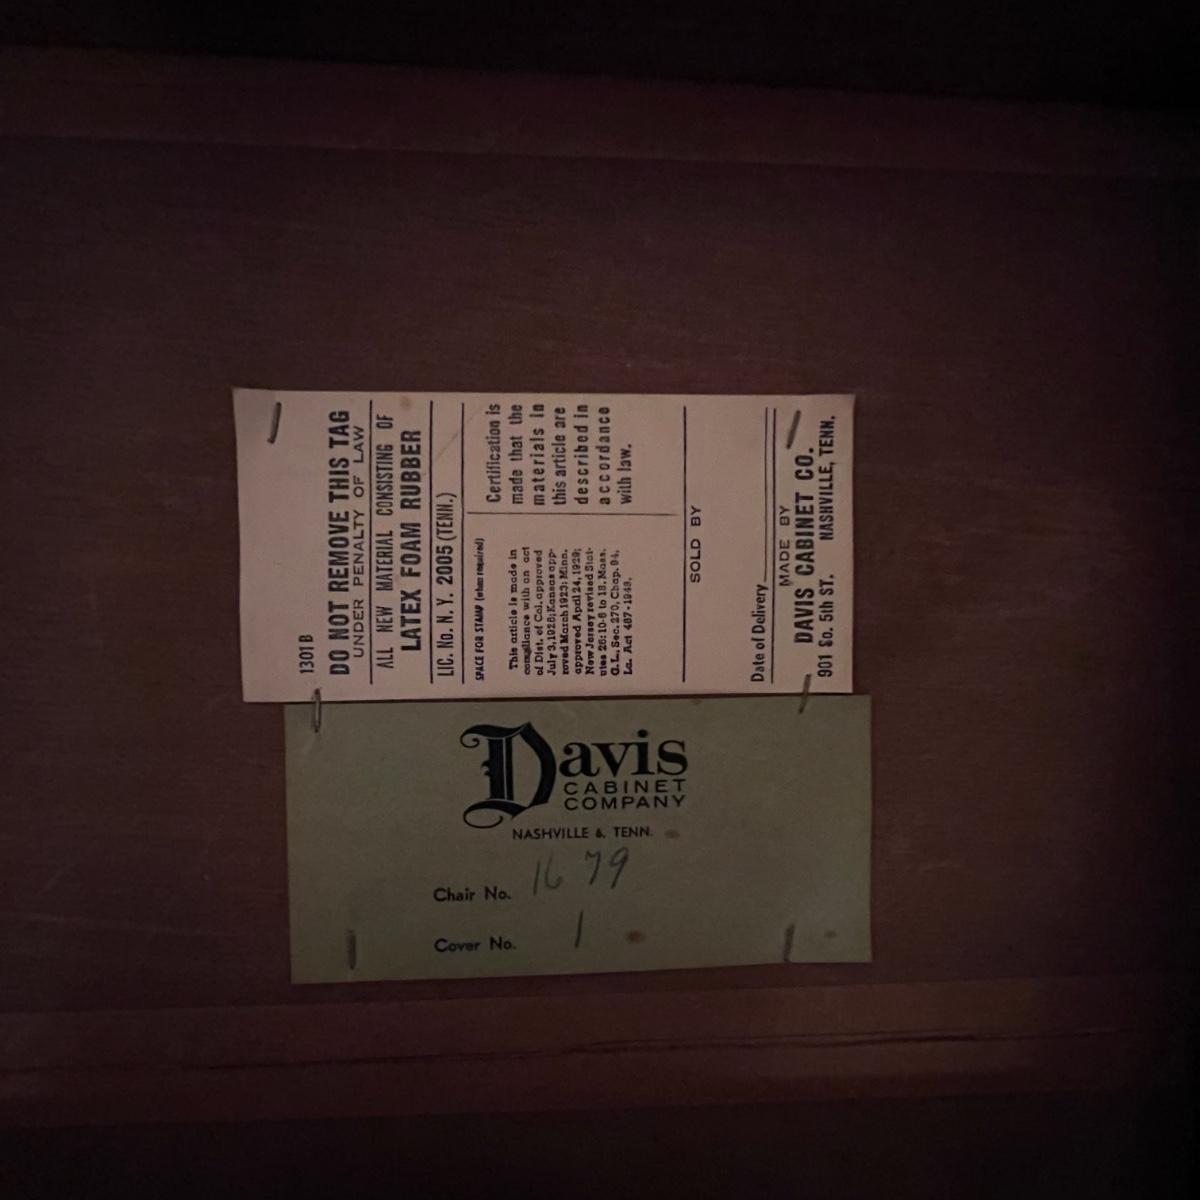 1301 B
DO NOT REMOVE THIS TAG
UNDER PENALTY OF LAW
ALL NEW MATERIAL CONSISTING OF
LATEX FOAM RUBBER
LIC. No. N. Y. 2005 (TENN.)
SPACE FOR STAMP (when required)
This article is made in
compliance with an act
of Dist. of Col. approved
July 3, 1926; Kansas app-
roved March 1923; Minn.
approved April 24, 1929;
New Jersey revised Stat-
utes 26:10-6 to 18. Mass.
G. L. Sec. 270, Chap. 94,
La. Act 467-1948.
Certification is
made that the
materials in
this article are
described in
accordance
with law.
SOLD BY
Date of Delivery
MADE BY
DAVIS CABINET CO.
901 So. 5th ST. NASHVILLE, TENN.
Davis
CABINET
COMPANY
NASHVILLE 6, TENN.
Chair No. 1679
Cover No. 1